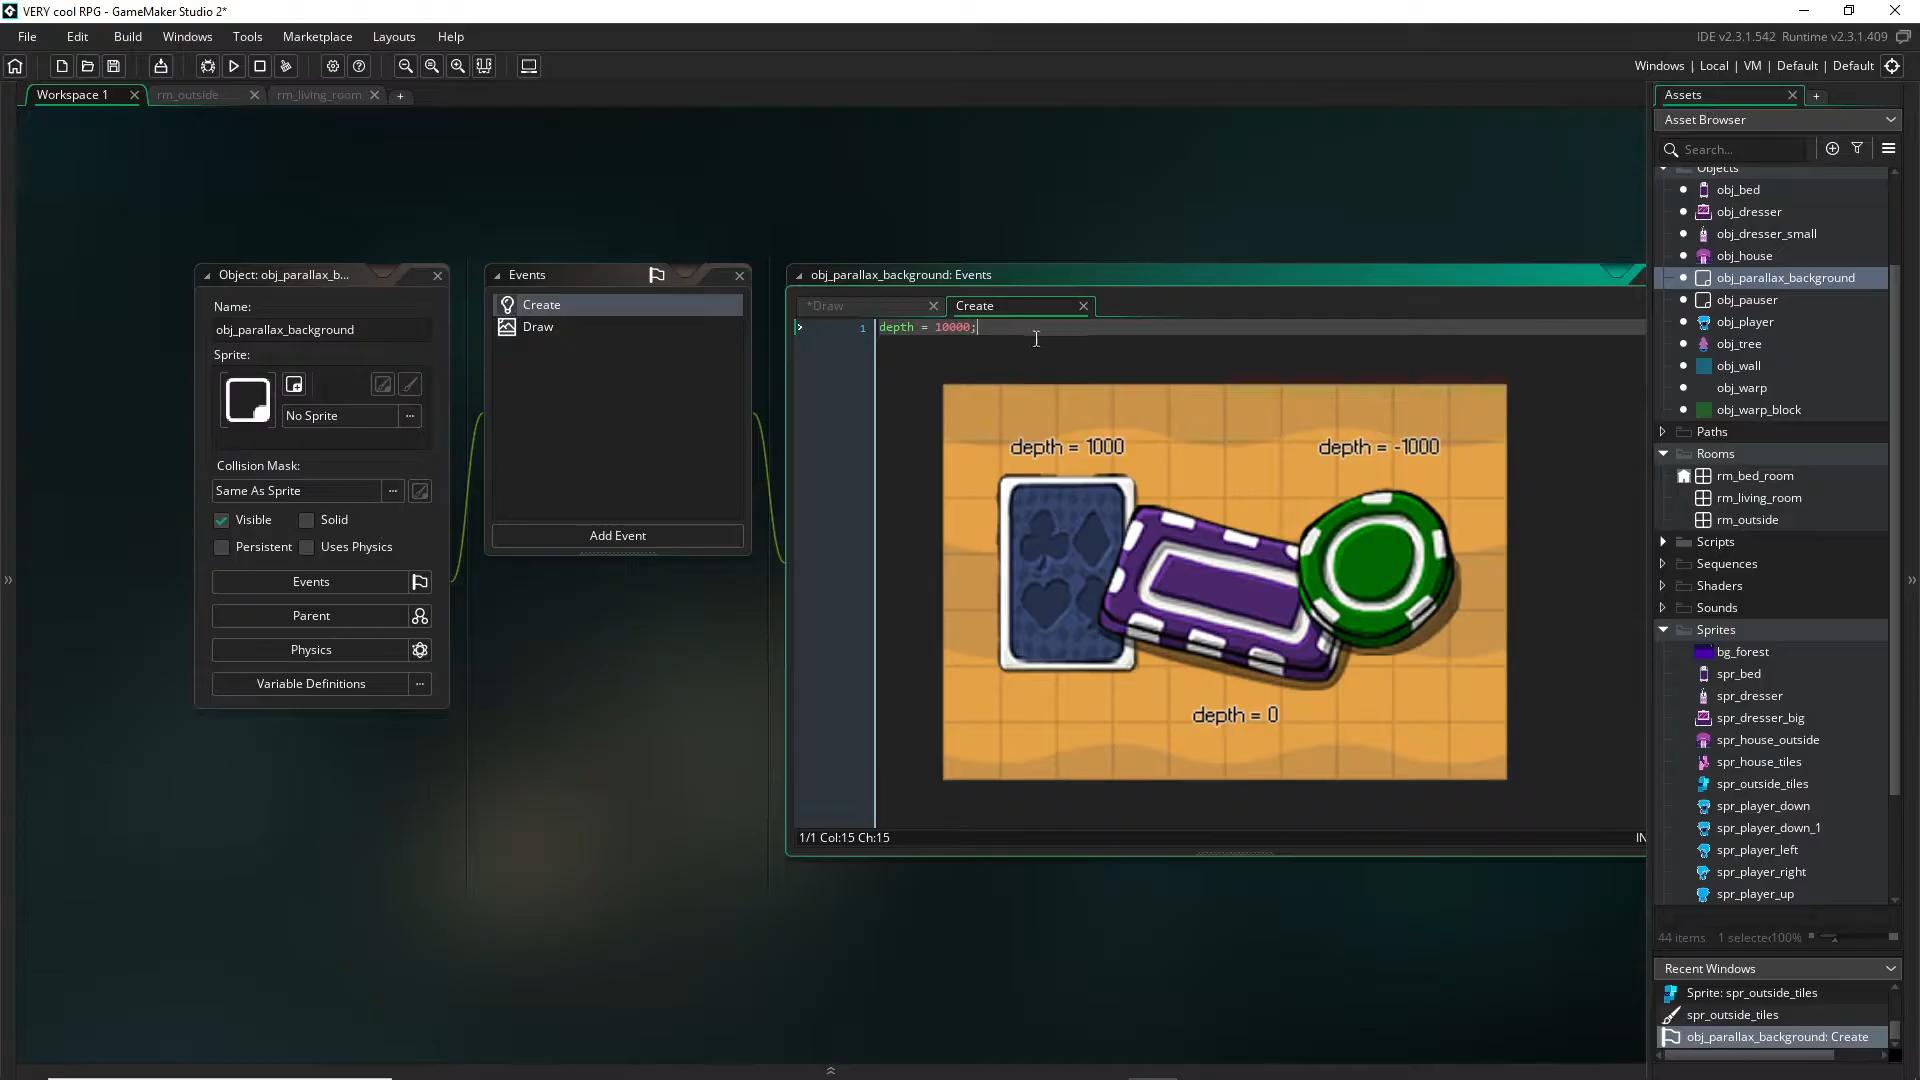 VERY cool RPG - GameMaker Studio 2*
File Edit Build Windows Tools Marketplace Layouts Help
IDE v2.3.1.542 Runtime v2.3.1.409
Windows | Local | VM | Default | Default
Workspace 1
rm_outside
rm_living_room
Object: obj_parallax_b...
Name:
obj_parallax_background
Sprite:
No Sprite
Collision Mask:
Same As Sprite
Visible
Solid
Persistent
Uses Physics
Events
Parent
Physics
Variable Definitions
Events
Create
Draw
Add Event
obj_parallax_background: Events
*Draw
Create
1
depth = 10000;
depth = 1000
depth = -1000
depth = 0
1/1 Col:15 Ch:15
IN
Assets
Asset Browser
Search...
Objects
obj_bed
obj_dresser
obj_dresser_small
obj_house
obj_parallax_background
obj_pauser
obj_player
obj_tree
obj_wall
obj_warp
obj_warp_block
Paths
Rooms
rm_bed_room
rm_living_room
rm_outside
Scripts
Sequences
Shaders
Sounds
Sprites
bg_forest
spr_bed
spr_dresser
spr_dresser_big
spr_house_outside
spr_house_tiles
spr_outside_tiles
spr_player_down
spr_player_down_1
spr_player_left
spr_player_right
spr_player_up
44 items 1 selected 100%
Recent Windows
Sprite: spr_outside_tiles
spr_outside_tiles
obj_parallax_background: Create